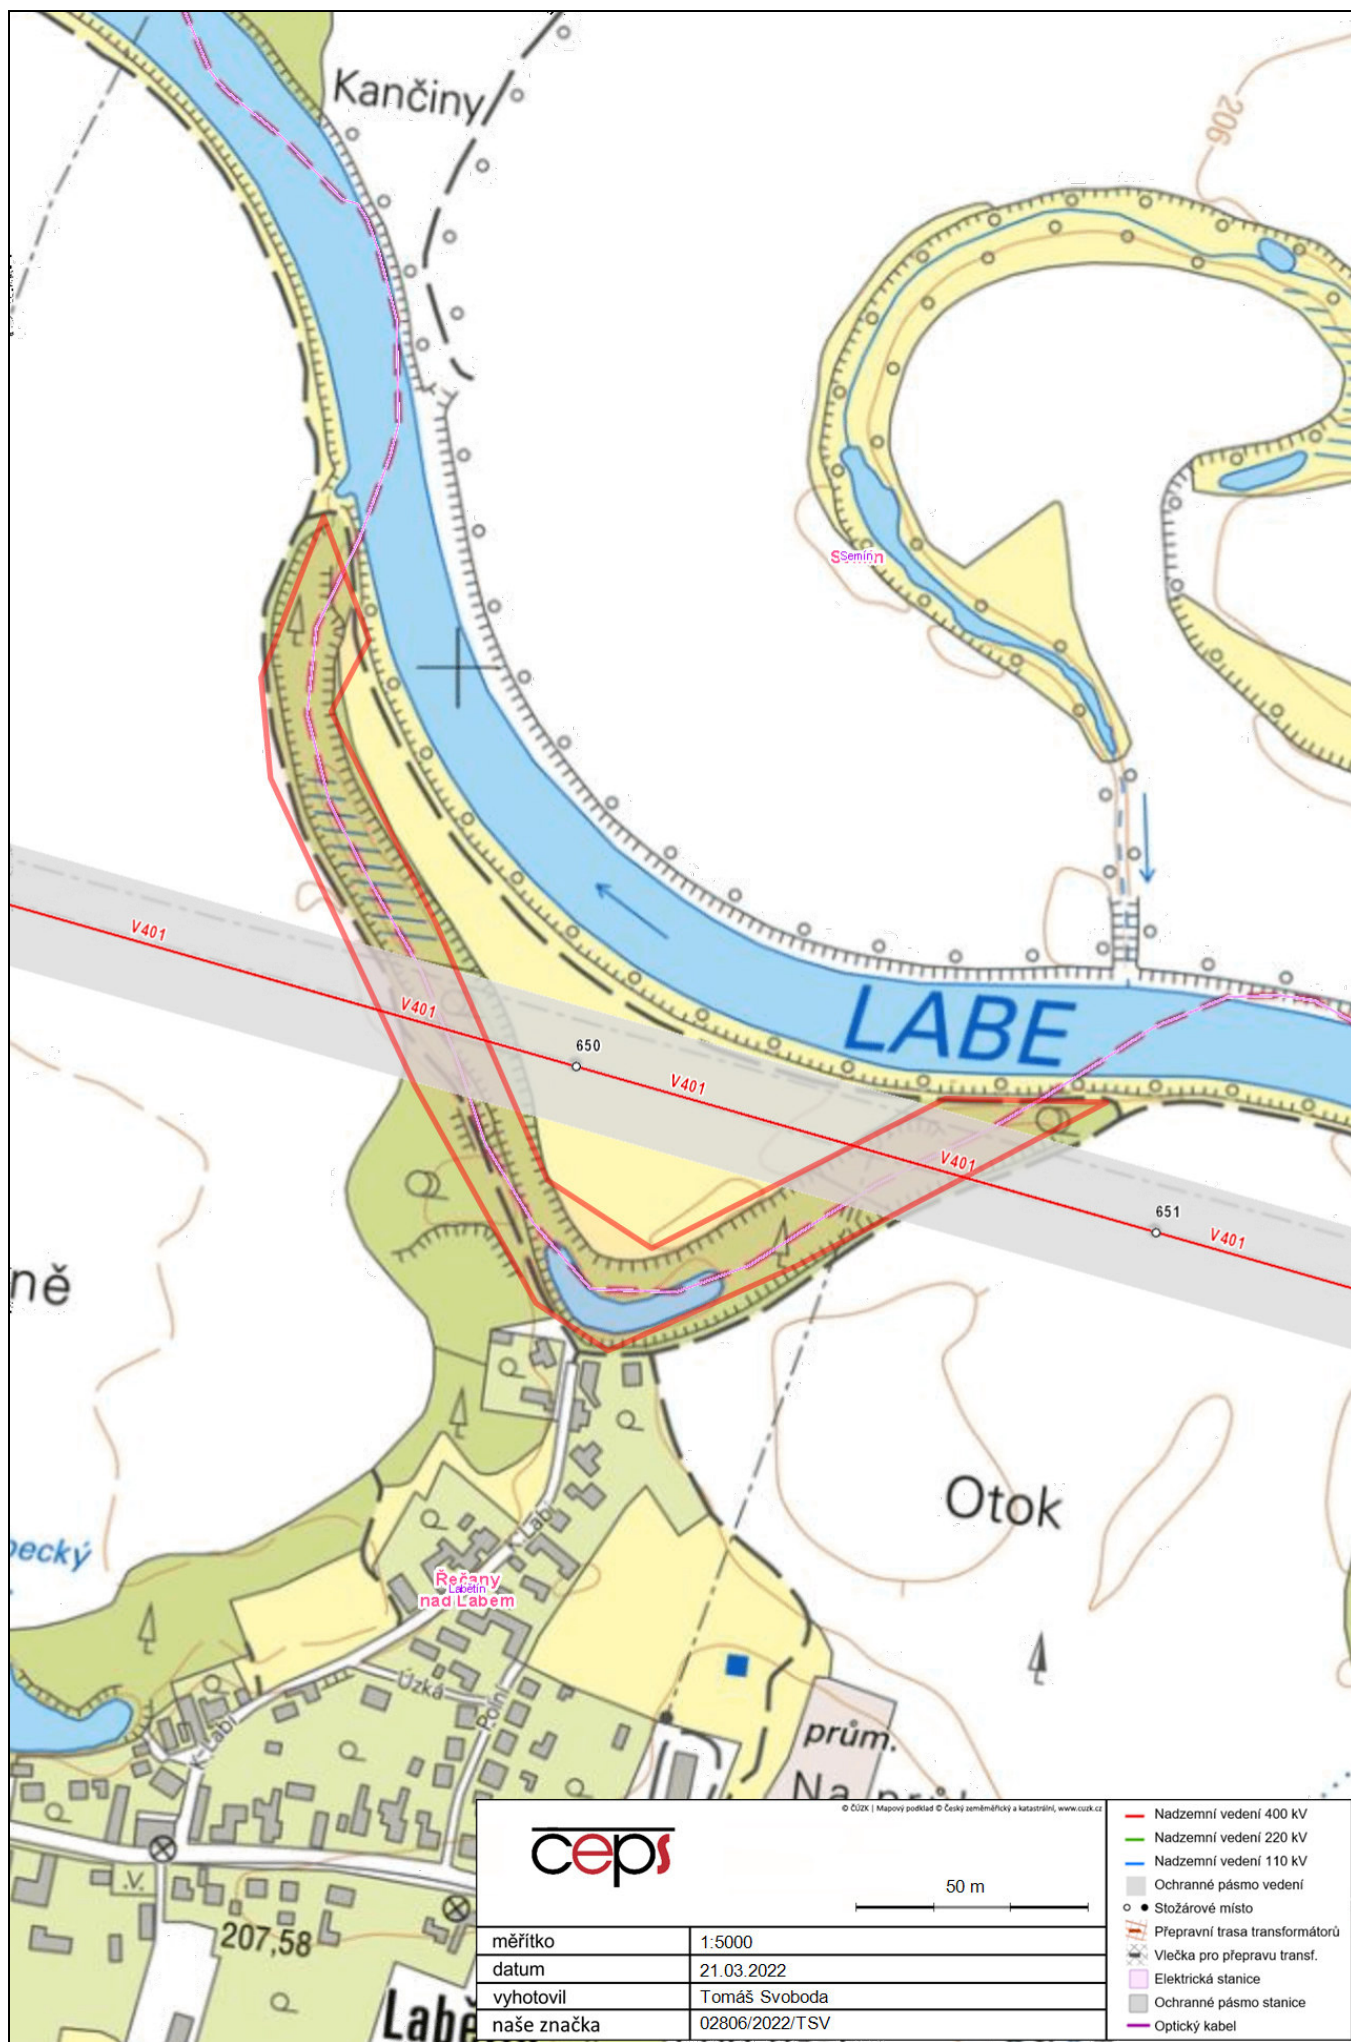 Kančiny
206
Semín
Semín
V401
V401
650
V401
LABE
V401
651
V401
ně
Otok
K Labi
Řečany
nad Labem
Labětín
Úzká
Polní
K Labi
prům.
207,58
© ČÚZK | Mapový podklad © Český zeměměřický a katastrální, www.cuzk.cz
čeps
50 m
měřítko 1:5000
datum 21.03.2022
vyhotovil Tomáš Svoboda
naše značka 02806/2022/TSV
Nadzemní vedení 400 kV
Nadzemní vedení 220 kV
Nadzemní vedení 110 kV
Ochranné pásmo vedení
Stožárové místo
Přepravní trasa transformátorů
Vlečka pro přepravu transf.
Elektrická stanice
Ochranné pásmo stanice
Optický kabel